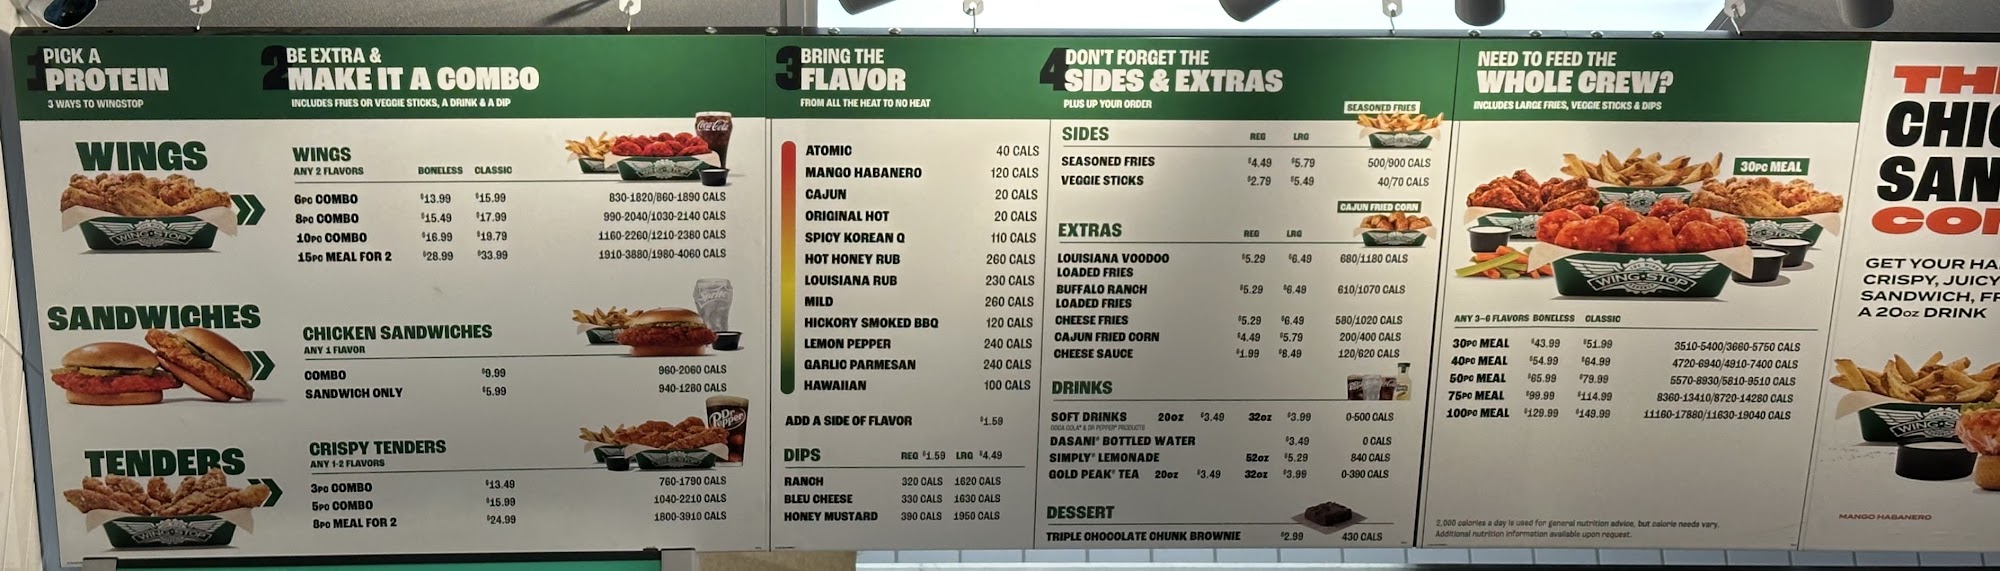 1 PICK A
PROTEIN
3 WAYS TO WINGSTOP
WINGS
WING·STOP
SANDWICHES
TENDERS
WING·STOP
2 BE EXTRA &
MAKE IT A COMBO
INCLUDES FRIES OR VEGGIE STICKS, A DRINK & A DIP
Coca-Cola
WING·STOP
WINGS
ANY 2 FLAVORS BONELESS CLASSIC
6PC COMBO $13.99 $15.99 830-1820/860-1890 CALS
8PC COMBO $15.49 $17.99 990-2040/1030-2140 CALS
10PC COMBO $16.99 $19.79 1160-2260/1210-2380 CALS
15PC MEAL FOR 2 $28.99 $33.99 1910-3880/1980-4060 CALS
Sprite
CHICKEN SANDWICHES
ANY 1 FLAVOR
COMBO $9.99 960-2060 CALS
SANDWICH ONLY $5.99 940-1280 CALS
Dr Pepper
CRISPY TENDERS
ANY 1-2 FLAVORS
3PC COMBO $13.49 760-1790 CALS
5PC COMBO $15.99 1040-2210 CALS
8PC MEAL FOR 2 $24.99 1800-3910 CALS
3 BRING THE
FLAVOR
FROM ALL THE HEAT TO NO HEAT
ATOMIC 40 CALS
MANGO HABANERO 120 CALS
CAJUN 20 CALS
ORIGINAL HOT 20 CALS
SPICY KOREAN Q 110 CALS
HOT HONEY RUB 260 CALS
LOUISIANA RUB 230 CALS
MILD 260 CALS
HICKORY SMOKED BBQ 120 CALS
LEMON PEPPER 240 CALS
GARLIC PARMESAN 240 CALS
HAWAIIAN 100 CALS
ADD A SIDE OF FLAVOR $1.59
DIPS REG $1.59 LRG $4.49
RANCH 320 CALS 1620 CALS
BLEU CHEESE 330 CALS 1630 CALS
HONEY MUSTARD 390 CALS 1950 CALS
4 DON'T FORGET THE
SIDES & EXTRAS
PLUS UP YOUR ORDER
SEASONED FRIES
SIDES REG LRG
SEASONED FRIES $4.49 $5.79 500/900 CALS
VEGGIE STICKS $2.79 $5.49 40/70 CALS
CAJUN FRIED CORN
EXTRAS REG LRG
LOUISIANA VOODOO $5.29 $6.49 680/1180 CALS
LOADED FRIES
BUFFALO RANCH $5.29 $6.49 610/1070 CALS
LOADED FRIES
CHEESE FRIES $5.29 $6.49 580/1020 CALS
CAJUN FRIED CORN $4.49 $5.79 200/400 CALS
CHEESE SAUCE $1.99 $6.49 120/620 CALS
DRINKS
SOFT DRINKS 20oz $3.49 32oz $3.99 0-500 CALS
COCA COLA® & DR PEPPER® PRODUCTS
DASANI® BOTTLED WATER $3.49 0 CALS
SIMPLY® LEMONADE 52oz $5.29 840 CALS
GOLD PEAK® TEA 20oz $3.49 32oz $3.99 0-390 CALS
DESSERT
TRIPLE CHOCOLATE CHUNK BROWNIE $2.99 430 CALS
NEED TO FEED THE
WHOLE CREW?
INCLUDES LARGE FRIES, VEGGIE STICKS & DIPS
30PC MEAL
WING·STOP
ANY 3-6 FLAVORS BONELESS CLASSIC
30PC MEAL $43.99 $51.99 3510-5400/3660-5750 CALS
40PC MEAL $54.99 $64.99 4720-6940/4910-7400 CALS
50PC MEAL $65.99 $79.99 5570-8930/5810-9510 CALS
75PC MEAL $99.99 $114.99 8360-13410/8720-14280 CALS
100PC MEAL $129.99 $149.99 11160-17880/11630-19040 CALS
2,000 calories a day is used for general nutrition advice, but calorie needs vary.
Additional nutrition information available upon request.
TH
CHIC
SAN
CO
GET YOUR HA
CRISPY, JUICY
SANDWICH, FR
A 20oz DRINK
MANGO HABANERO